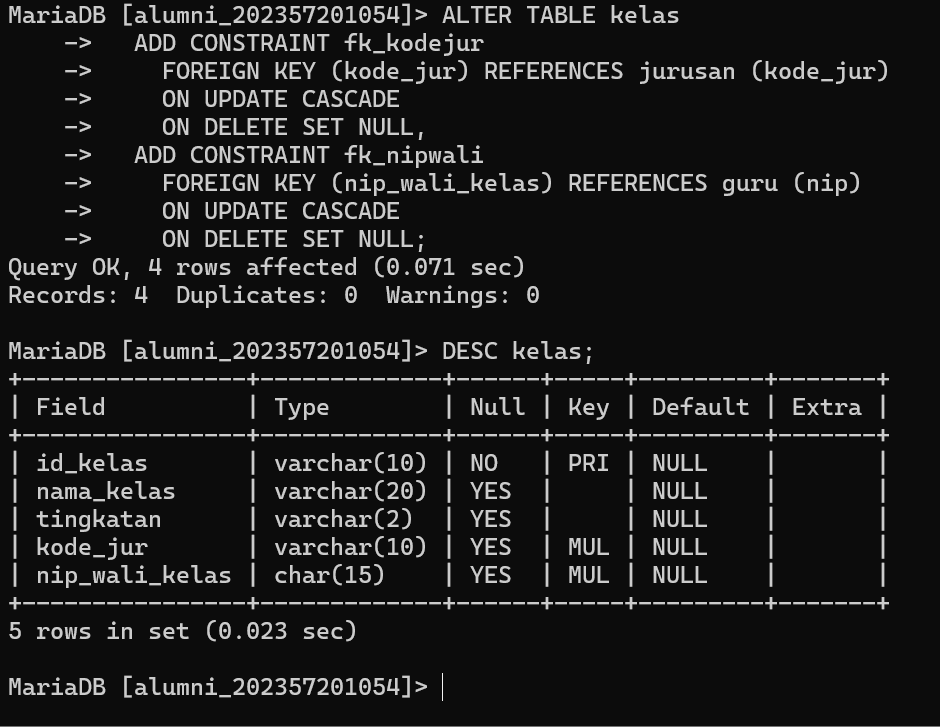 MariaDB [alumni_202357201054]> ALTER TABLE kelas
    ->   ADD CONSTRAINT fk_kodejur
    ->     FOREIGN KEY (kode_jur) REFERENCES jurusan (kode_jur)
    ->     ON UPDATE CASCADE
    ->     ON DELETE SET NULL,
    ->   ADD CONSTRAINT fk_nipwali
    ->     FOREIGN KEY (nip_wali_kelas) REFERENCES guru (nip)
    ->     ON UPDATE CASCADE
    ->     ON DELETE SET NULL;
Query OK, 4 rows affected (0.071 sec)
Records: 4  Duplicates: 0  Warnings: 0

MariaDB [alumni_202357201054]> DESC kelas;
+----------------+-------------+------+-----+---------+-------+
| Field          | Type        | Null | Key | Default | Extra |
+----------------+-------------+------+-----+---------+-------+
| id_kelas       | varchar(10) | NO   | PRI | NULL    |       |
| nama_kelas     | varchar(20) | YES  |     | NULL    |       |
| tingkatan      | varchar(2)  | YES  |     | NULL    |       |
| kode_jur       | varchar(10) | YES  | MUL | NULL    |       |
| nip_wali_kelas | char(15)    | YES  | MUL | NULL    |       |
+----------------+-------------+------+-----+---------+-------+
5 rows in set (0.023 sec)

MariaDB [alumni_202357201054]>